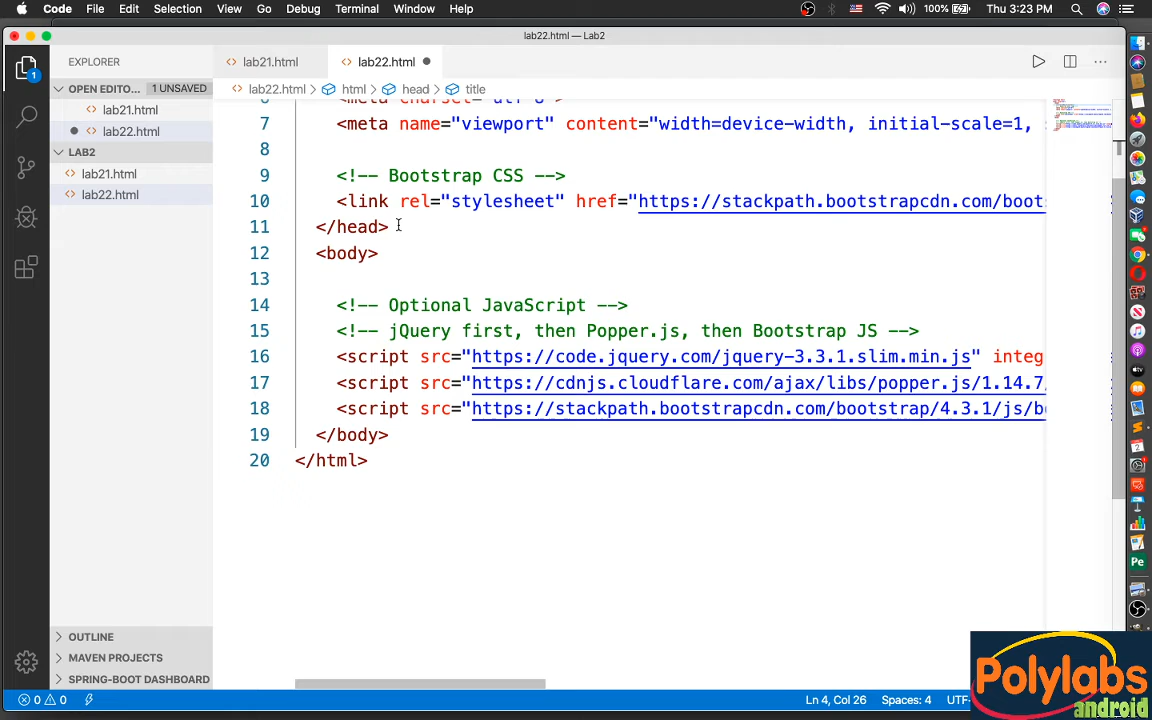 Code File Edit Selection View Go Debug Terminal Window Help 100% Thu 3:23 PM
lab22.html — Lab2
EXPLORER
lab21.html
lab22.html
OPEN EDITO... 1 UNSAVED
lab21.html
lab22.html
LAB2
lab21.html
lab22.html
OUTLINE
MAVEN PROJECTS
SPRING-BOOT DASHBOARD
1
lab22.html > html > head > title
7 <meta name="viewport" content="width=device-width, initial-scale=1,
8
9 <!-- Bootstrap CSS -->
10 <link rel="stylesheet" href="https://stackpath.bootstrapcdn.com/boots
11 </head>
12 <body>
13
14 <!-- Optional JavaScript -->
15 <!-- jQuery first, then Popper.js, then Bootstrap JS -->
16 <script src="https://code.jquery.com/jquery-3.3.1.slim.min.js" integ
17 <script src="https://cdnjs.cloudflare.com/ajax/libs/popper.js/1.14.7/
18 <script src="https://stackpath.bootstrapcdn.com/bootstrap/4.3.1/js/bo
19 </body>
20 </html>
0 0
Ln 4, Col 26 Spaces: 4 UTF-
Polylabs
android